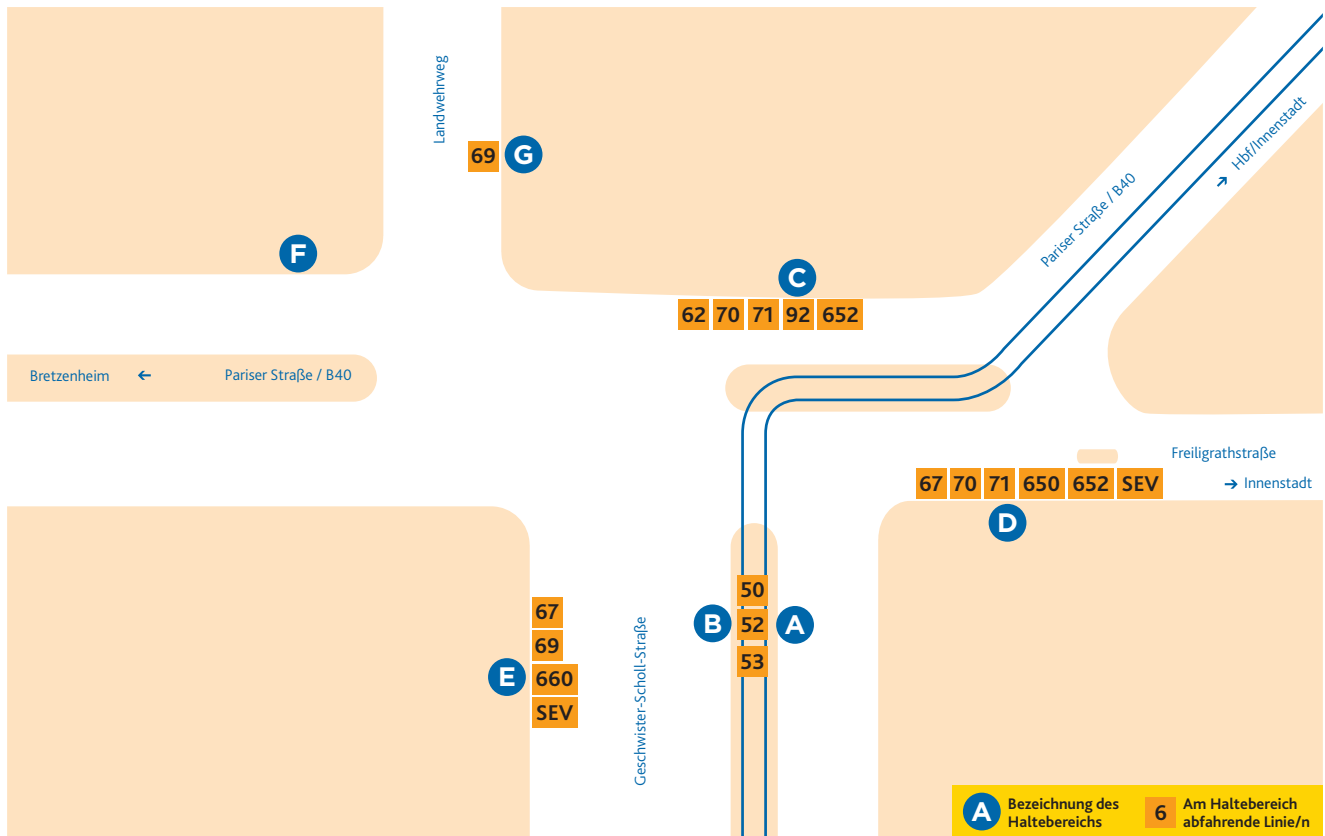 Landwehrweg
69 G
F
C
62 70 71 92 652
Pariser Straße / B40
↗ Hbf/Innenstadt
Bretzenheim ← Pariser Straße / B40
Freiligrathstraße
→ Innenstadt
67 70 71 650 652 SEV
D
50
B 52 A
53
67
69
E 660
SEV
Geschwister-Scholl-Straße
A Bezeichnung des
Haltebereichs
6 Am Haltebereich
abfahrende Linie/n